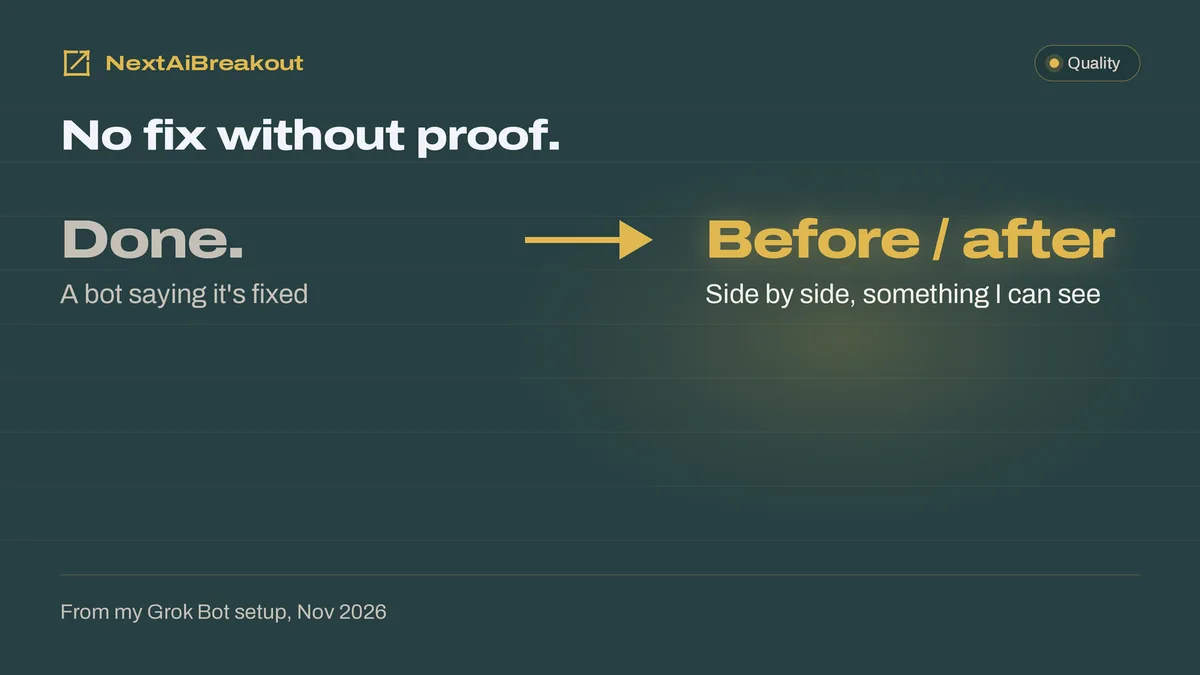 NextAiBreakout
Quality
No fix without proof.
Done.
Before / after
A bot saying it's fixed
Side by side, something I can see
From my Grok Bot setup, Nov 2026